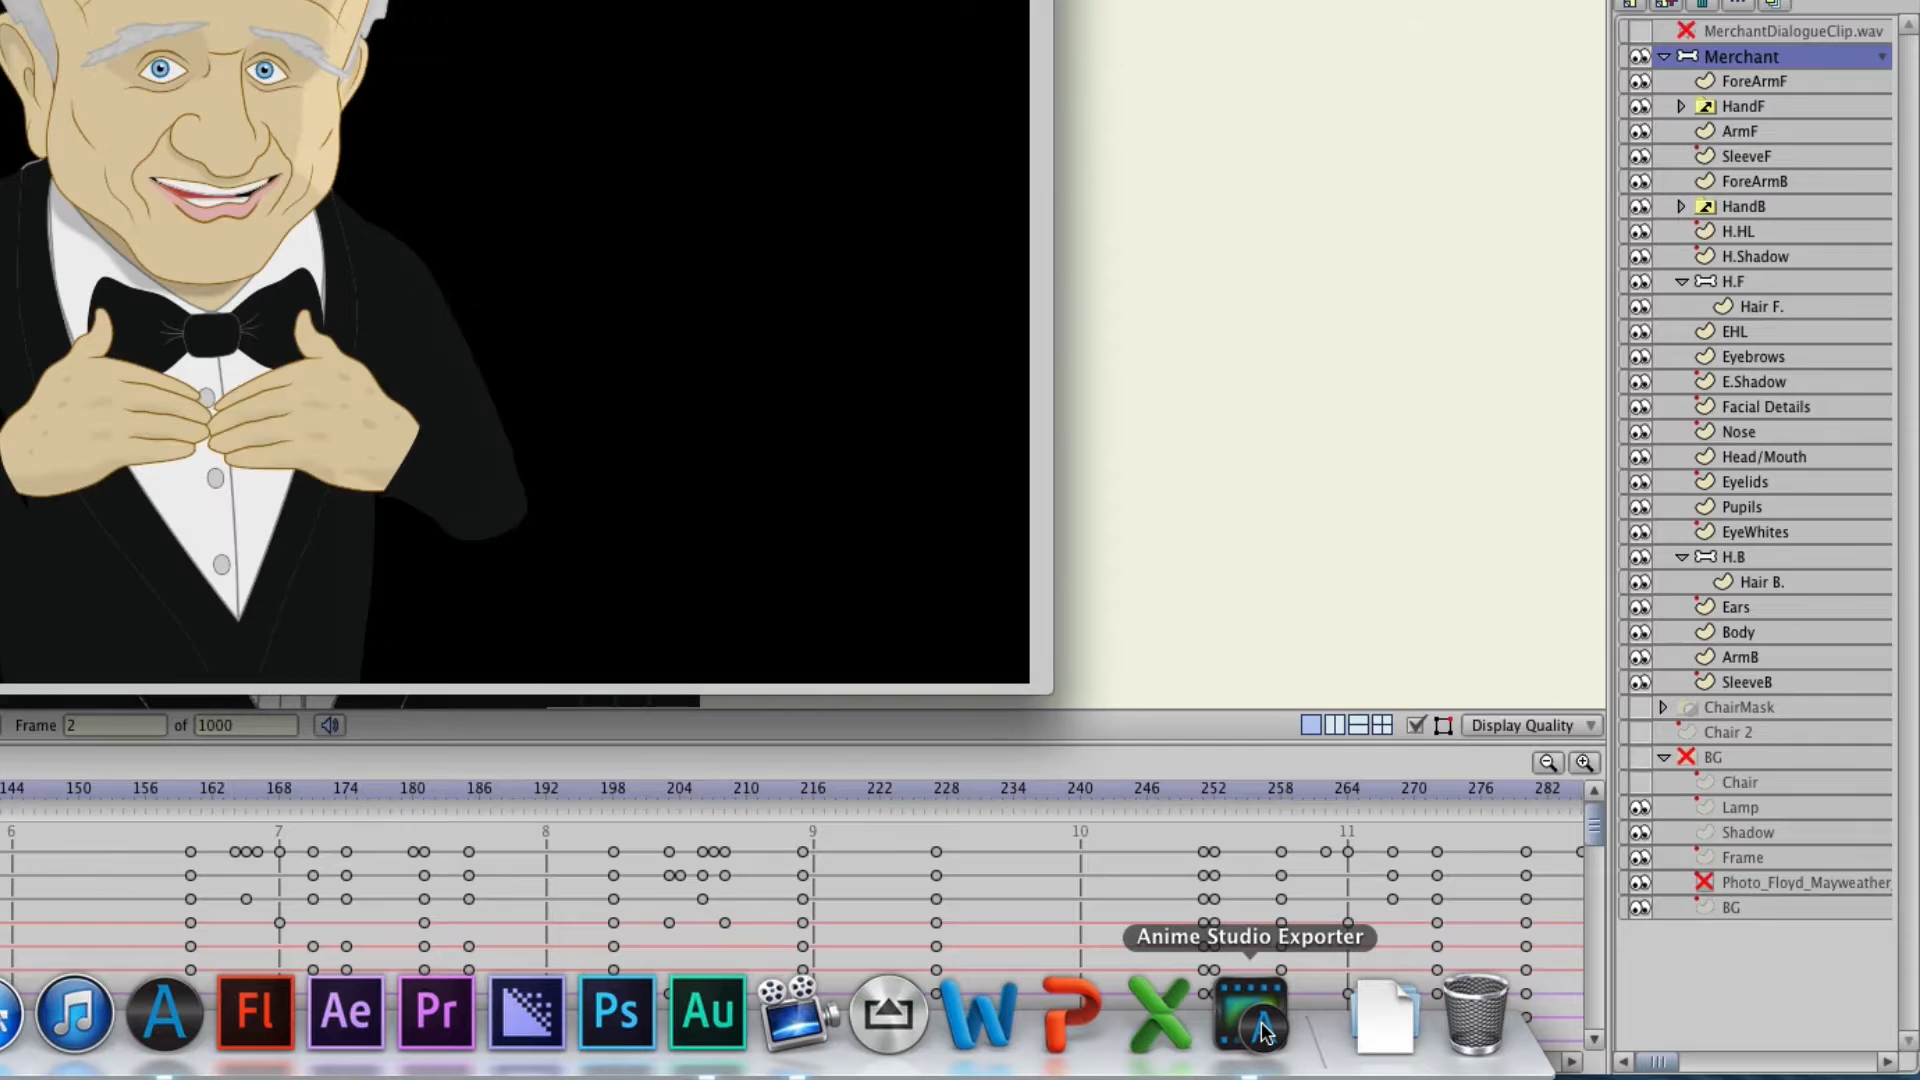 MerchantDialogueClip.wav
Merchant
ForeArmF
HandF
ArmF
SleeveF
ForeArmB
HandB
H.HL
H.Shadow
H.F
Hair F.
EHL
Eyebrows
E.Shadow
Facial Details
Nose
Head/Mouth
Eyelids
Pupils
EyeWhites
H.B
Hair B.
Ears
Body
ArmB
SleeveB
ChairMask
Chair 2
BG
Chair
Lamp
Shadow
Frame
Photo_Floyd_Mayweather
BG
Frame 2 of 1000
Display Quality
144 150 156 162 168 174 180 186 192 198 204 210 216 222 228 234 240 246 252 258 264 270 276 282
6 7 8 9 10 11
Anime Studio Exporter
A Fl Ae Pr Ps Au W P X A